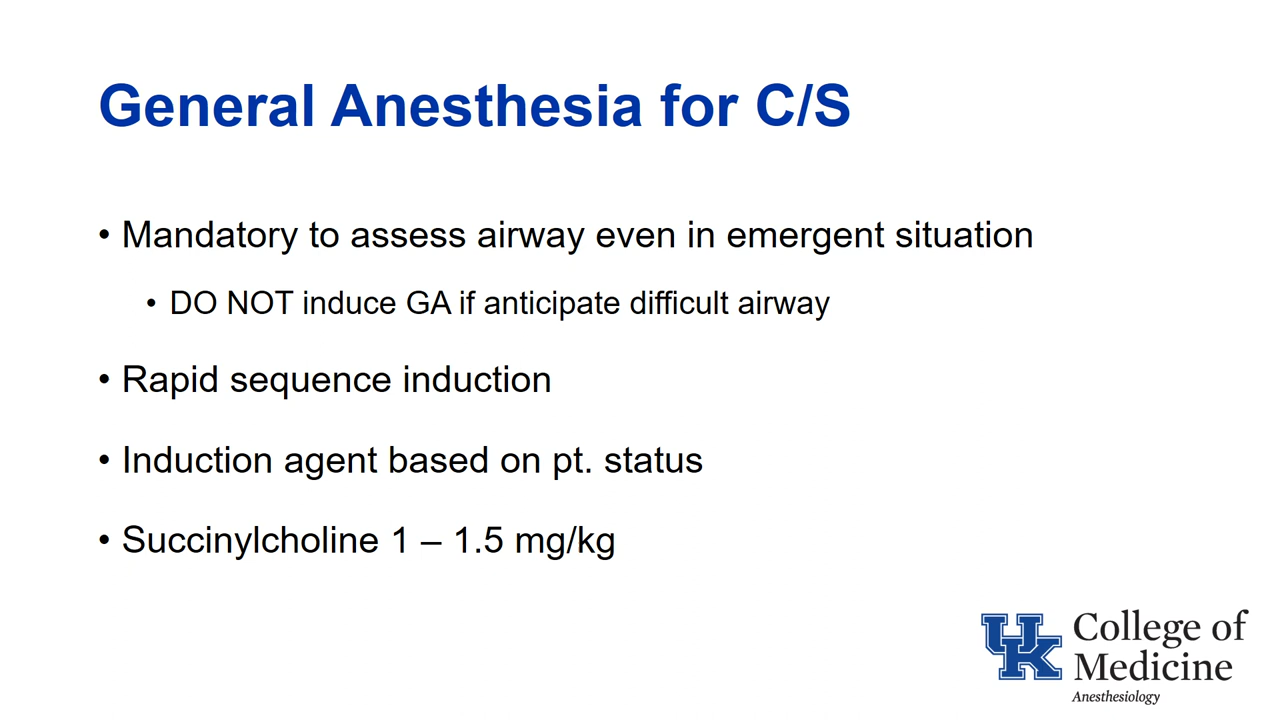 General Anesthesia for C/S
• Mandatory to assess airway even in emergent situation
• DO NOT induce GA if anticipate difficult airway
• Rapid sequence induction
• Induction agent based on pt. status
• Succinylcholine 1 – 1.5 mg/kg
UK
College of
Medicine
Anesthesiology